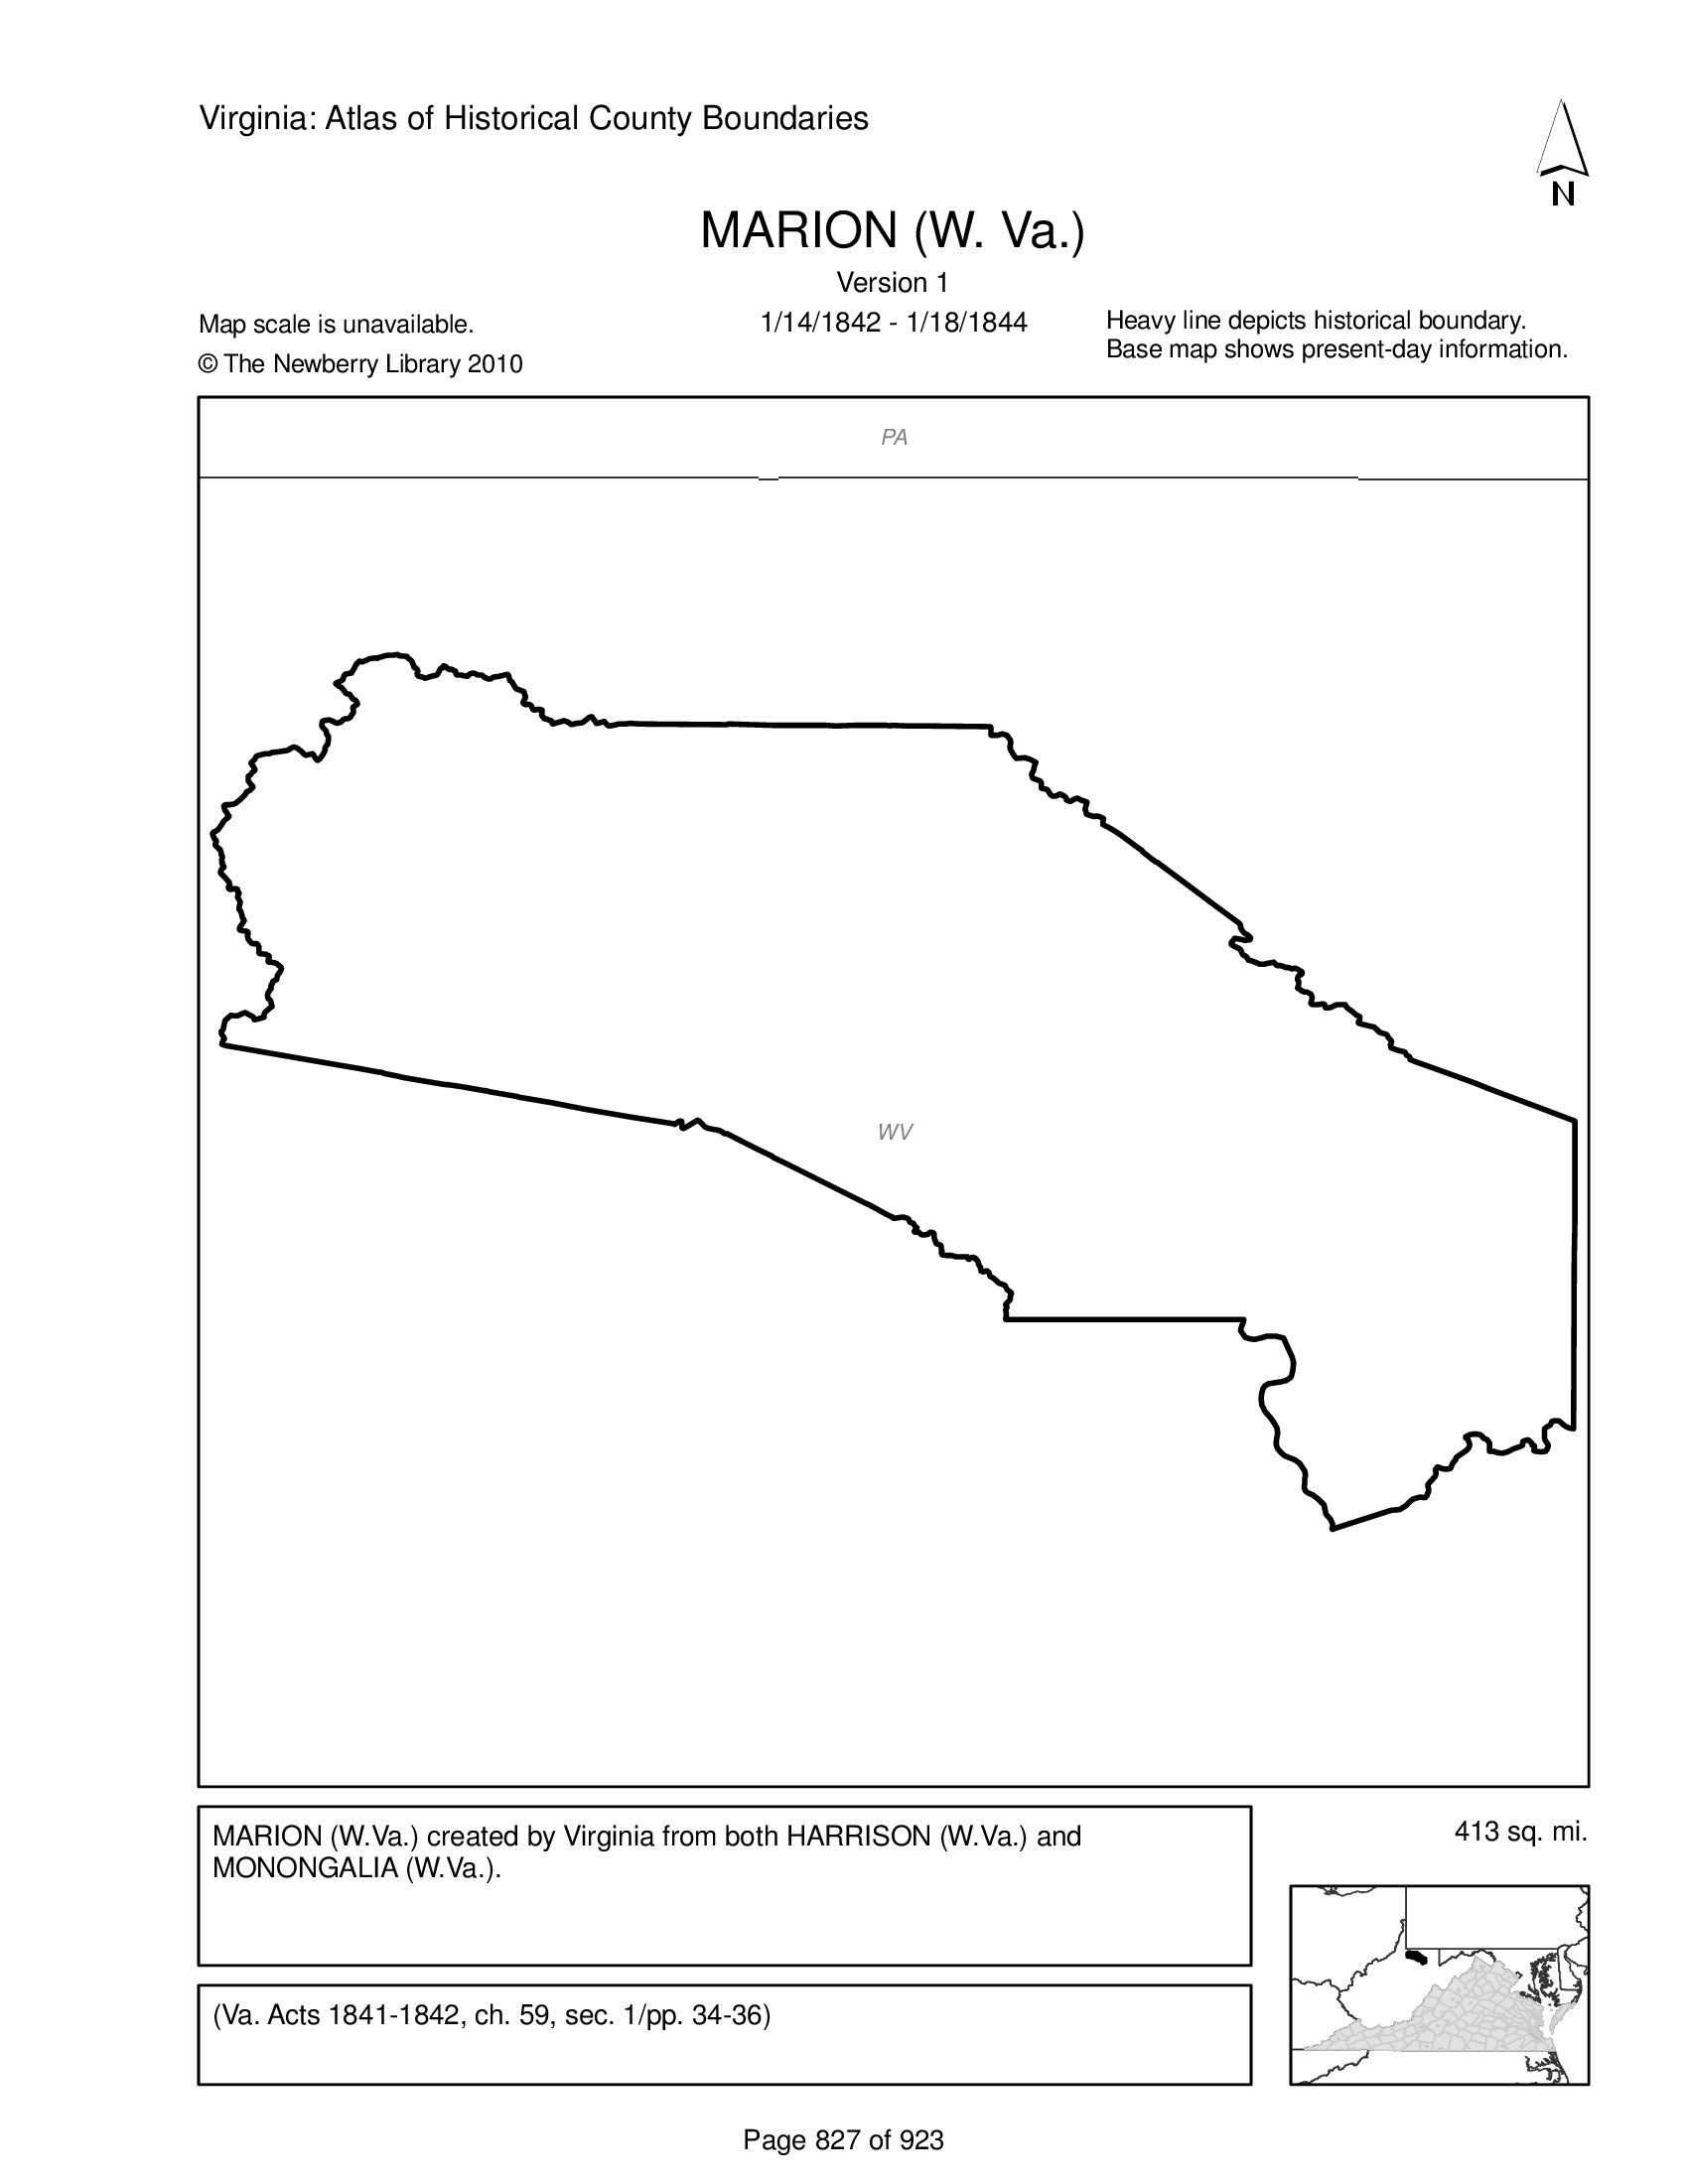 Virginia: Atlas of Historical County Boundaries
N
MARION (W. Va.)
Version 1
Map scale is unavailable.
1/14/1842 - 1/18/1844
Heavy line depicts historical boundary.
© The Newberry Library 2010
Base map shows present-day information.
PA
WV
MARION (W.Va.) created by Virginia from both HARRISON (W.Va.) and
MONONGALIA (W.Va.).
413 sq. mi.
(Va. Acts 1841-1842, ch. 59, sec. 1/pp. 34-36)
Page 827 of 923